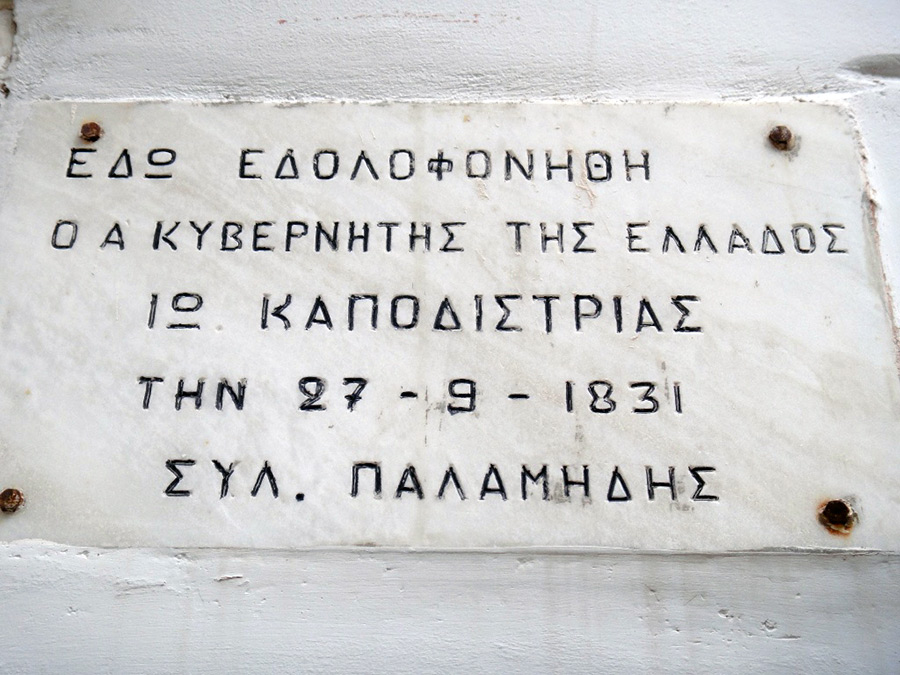 ΕΔΩ ΕΔΟΛΟΦΟΝΗΘΗ
Ο Α ΚΥΒΕΡΝΗΤΗΣ ΤΗΣ ΕΛΛΑΔΟΣ
ΙΩ ΚΑΠΟΔΙΣΤΡΙΑΣ
ΤΗΝ 27 - 9 - 1831
ΣΥΛ. ΠΑΛΑΜΗΔΗΣ